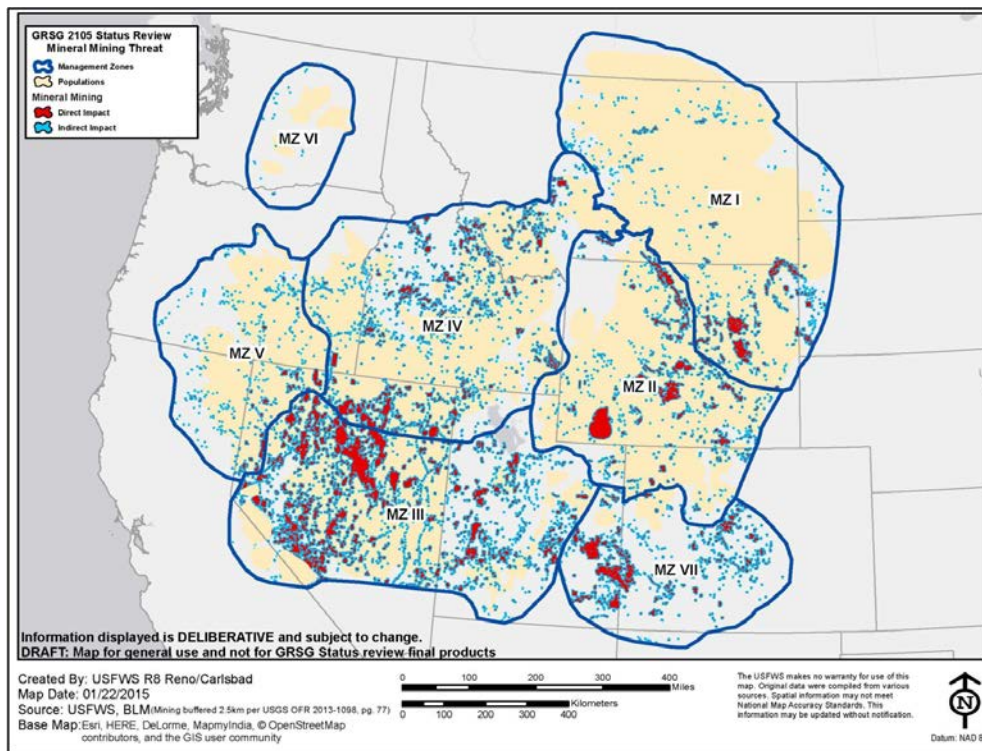 GRSG 2105 Status Review
Mineral Mining Threat
Management Zones
Populations
Mineral Mining
Direct Impact
Indirect Impact
MZ VI
MZ I
MZ IV
MZ V
MZ II
MZ III
MZ VII
Information displayed is DELIBERATIVE and subject to change.
DRAFT: Map for general use and not for GRSG Status review final products
Created By: USFWS R8 Reno/Carlsbad
Map Date: 01/22/2015
Source: USFWS, BLM(Mining buffered 2.5km per USGS OFR 2013-1098, pg. 77)
Base Map:Esri, HERE, DeLorme, MapmyIndia, © OpenStreetMap
contributors, and the GIS user community
0 100 200 300 400
Miles
0 100 200 300 400
Kilometers
The USFWS makes no warranty for use of this
map. Original data were compiled from various
sources. Spatial information may not meet
National Map Accuracy Standards. This
information may be updated without notification.
N
Datum: NAD 8